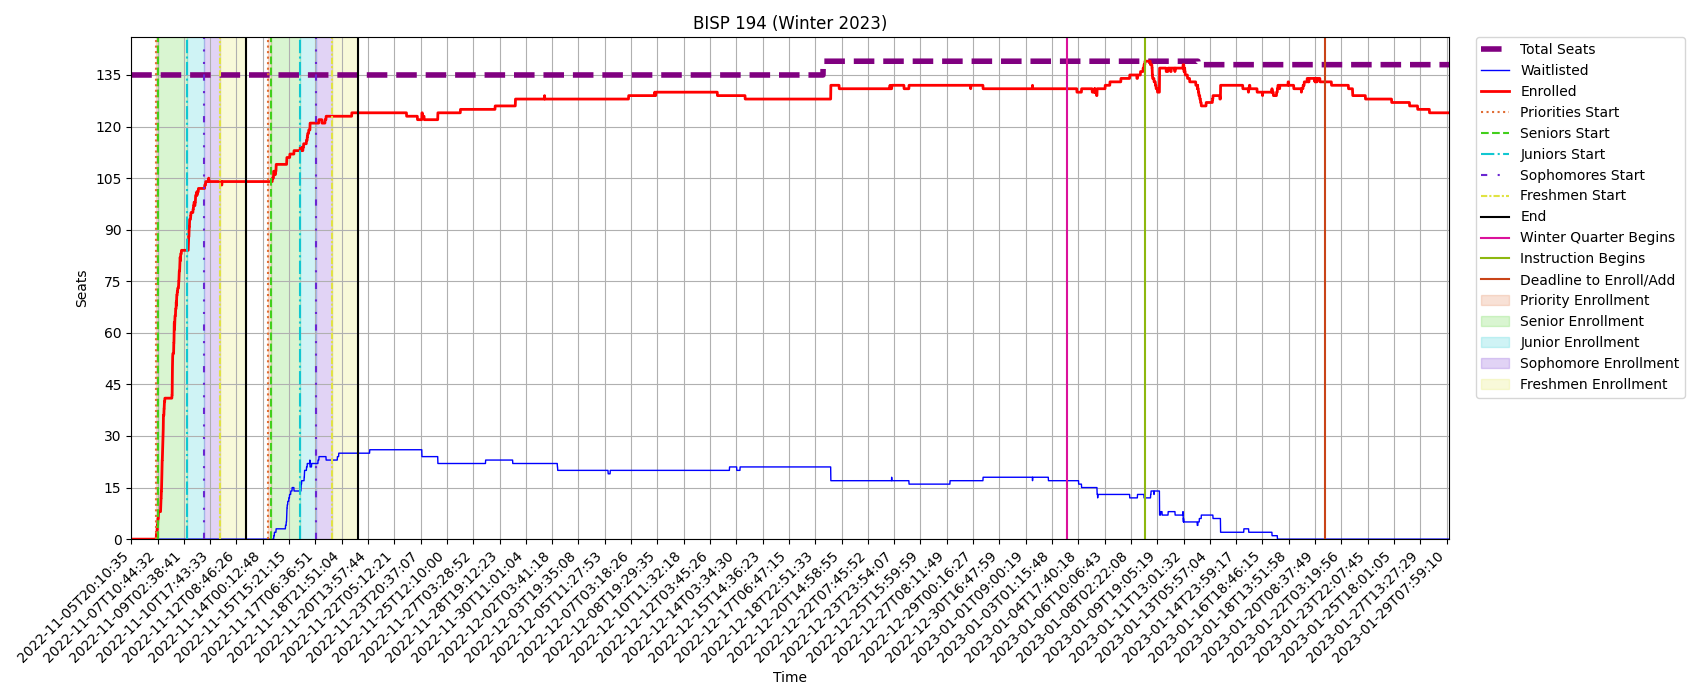 BISP 194 (Winter 2023)
Seats
135
120
105
90
75
60
45
30
15
0
2022-11-05T20:10:35
2022-11-07T10:44:32
2022-11-09T02:38:41
2022-11-10T17:43:33
2022-11-12T08:46:26
2022-11-14T00:12:48
2022-11-15T15:21:15
2022-11-17T06:36:51
2022-11-18T21:51:04
2022-11-20T13:57:44
2022-11-22T05:12:21
2022-11-23T20:37:07
2022-11-25T12:10:00
2022-11-27T03:28:52
2022-11-28T19:12:23
2022-11-30T11:01:04
2022-12-02T03:41:18
2022-12-03T19:35:08
2022-12-05T11:27:53
2022-12-07T03:18:26
2022-12-08T19:29:35
2022-12-10T11:32:18
2022-12-12T03:45:26
2022-12-14T03:34:30
2022-12-15T14:36:23
2022-12-17T06:47:15
2022-12-18T22:51:33
2022-12-20T14:58:55
2022-12-22T07:45:52
2022-12-23T23:54:07
2022-12-25T15:59:59
2022-12-27T08:11:49
2022-12-29T00:16:27
2022-12-30T16:47:59
2023-01-01T09:00:19
2023-01-03T01:15:48
2023-01-04T17:40:18
2023-01-06T10:06:43
2023-01-08T02:22:08
2023-01-09T19:05:19
2023-01-11T13:01:32
2023-01-13T05:57:04
2023-01-14T23:59:17
2023-01-16T18:46:15
2023-01-18T13:51:58
2023-01-20T08:37:49
2023-01-22T03:19:56
2023-01-23T22:07:45
2023-01-25T18:01:05
2023-01-27T13:27:29
2023-01-29T07:59:10
Time
Total Seats
Waitlisted
Enrolled
Priorities Start
Seniors Start
Juniors Start
Sophomores Start
Freshmen Start
End
Winter Quarter Begins
Instruction Begins
Deadline to Enroll/Add
Priority Enrollment
Senior Enrollment
Junior Enrollment
Sophomore Enrollment
Freshmen Enrollment